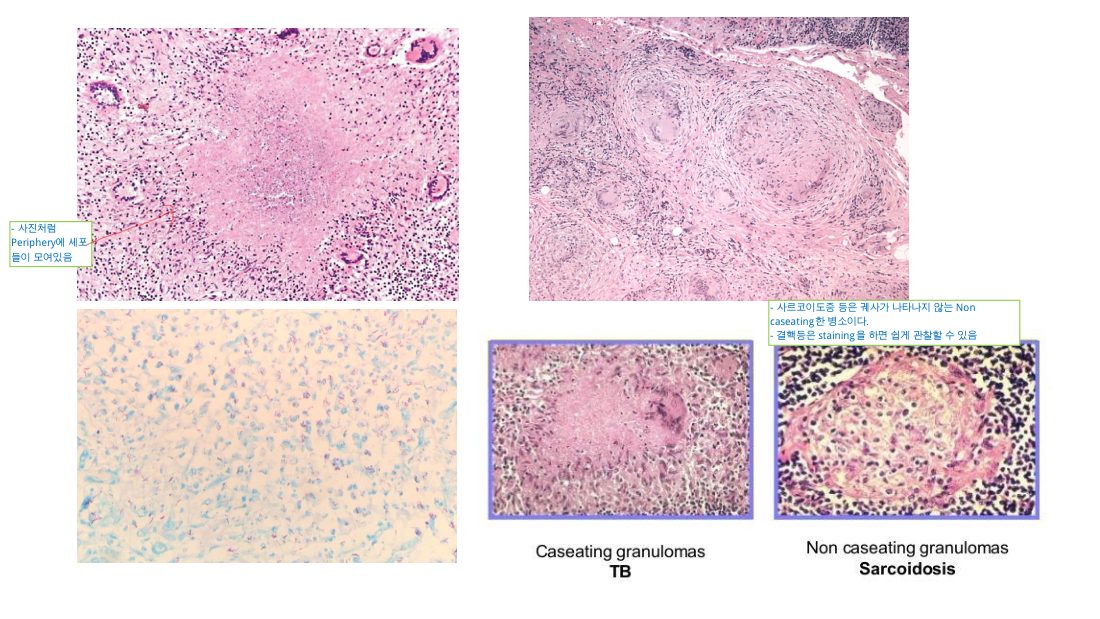 - 사진처럼
Periphery에 세포
들이 모여있음
- 사르코이도증 등은 궤사가 나타나지 않는 Non
caseating한 병소이다.
- 결핵등은 staining을 하면 쉽게 관찰할 수 있음
Caseating granulomas
TB
Non caseating granulomas
Sarcoidosis